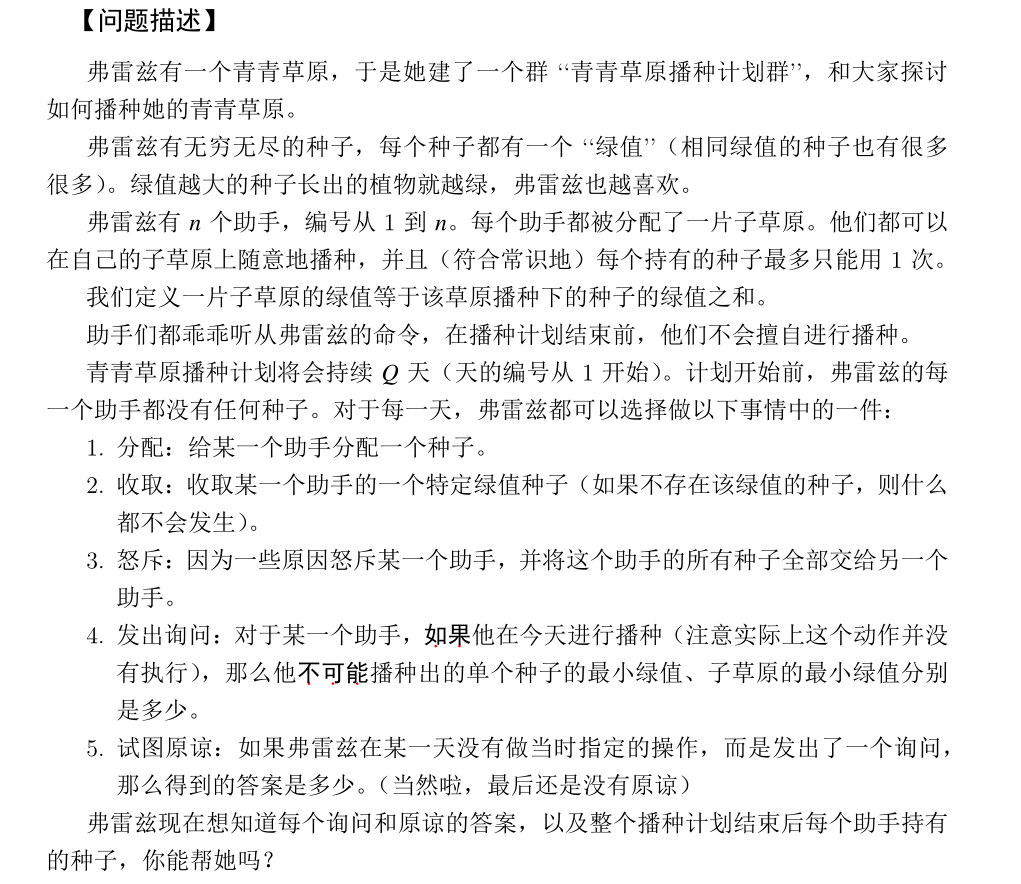 【问题描述】
弗雷兹有一个青青草原，于是她建了一个群 “青青草原播种计划群”，和大家探讨
如何播种她的青青草原。
弗雷兹有无穷无尽的种子，每个种子都有一个 “绿值”（相同绿值的种子也有很多
很多）。绿值越大的种子长出的植物就越绿，弗雷兹也越喜欢。
弗雷兹有 n 个助手，编号从 1 到 n。每个助手都被分配了一片子草原。他们都可以
在自己的子草原上随意地播种，并且（符合常识地）每个持有的种子最多只能用 1 次。
我们定义一片子草原的绿值等于该草原播种下的种子的绿值之和。
助手们都乖乖听从弗雷兹的命令，在播种计划结束前，他们不会擅自进行播种。
青青草原播种计划将会持续 Q 天（天的编号从 1 开始）。计划开始前，弗雷兹的每
一个助手都没有任何种子。对于每一天，弗雷兹都可以选择做以下事情中的一件：
1. 分配：给某一个助手分配一个种子。
2. 收取：收取某一个助手的一个特定绿值种子（如果不存在该绿值的种子，则什么
都不会发生）。
3. 怒斥：因为一些原因怒斥某一个助手，并将这个助手的所有种子全部交给另一个
助手。
4. 发出询问：对于某一个助手，如果他在今天进行播种（注意实际上这个动作并没
有执行），那么他不可能播种出的单个种子的最小绿值、子草原的最小绿值分别
是多少。
5. 试图原谅：如果弗雷兹在某一天没有做当时指定的操作，而是发出了一个询问，
那么得到的答案是多少。（当然啦，最后还是没有原谅）
弗雷兹现在想知道每个询问和原谅的答案，以及整个播种计划结束后每个助手持有
的种子，你能帮她吗？